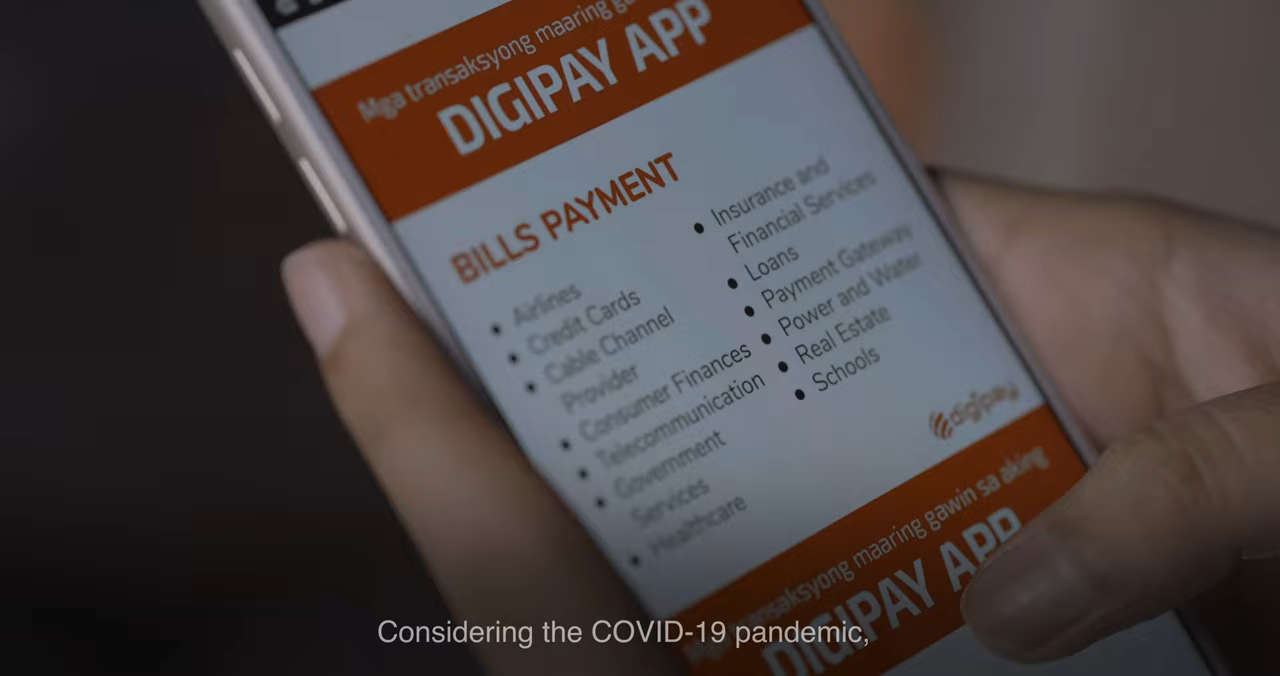 Mga transaksyong maaring
DIGIPAY APP
BILLS PAYMENT
Airlines
Credit Cards
Cable Channel
Provider
Consumer Finances
Telecommunication
Government
Services
Healthcare
Insurance and
Financial Services
Loans
Payment Gateway
Power and Water
Real Estate
Schools
digipay
transaksyong maaring gawin sa aking
DIGIPAY APP
Considering the COVID-19 pandemic,